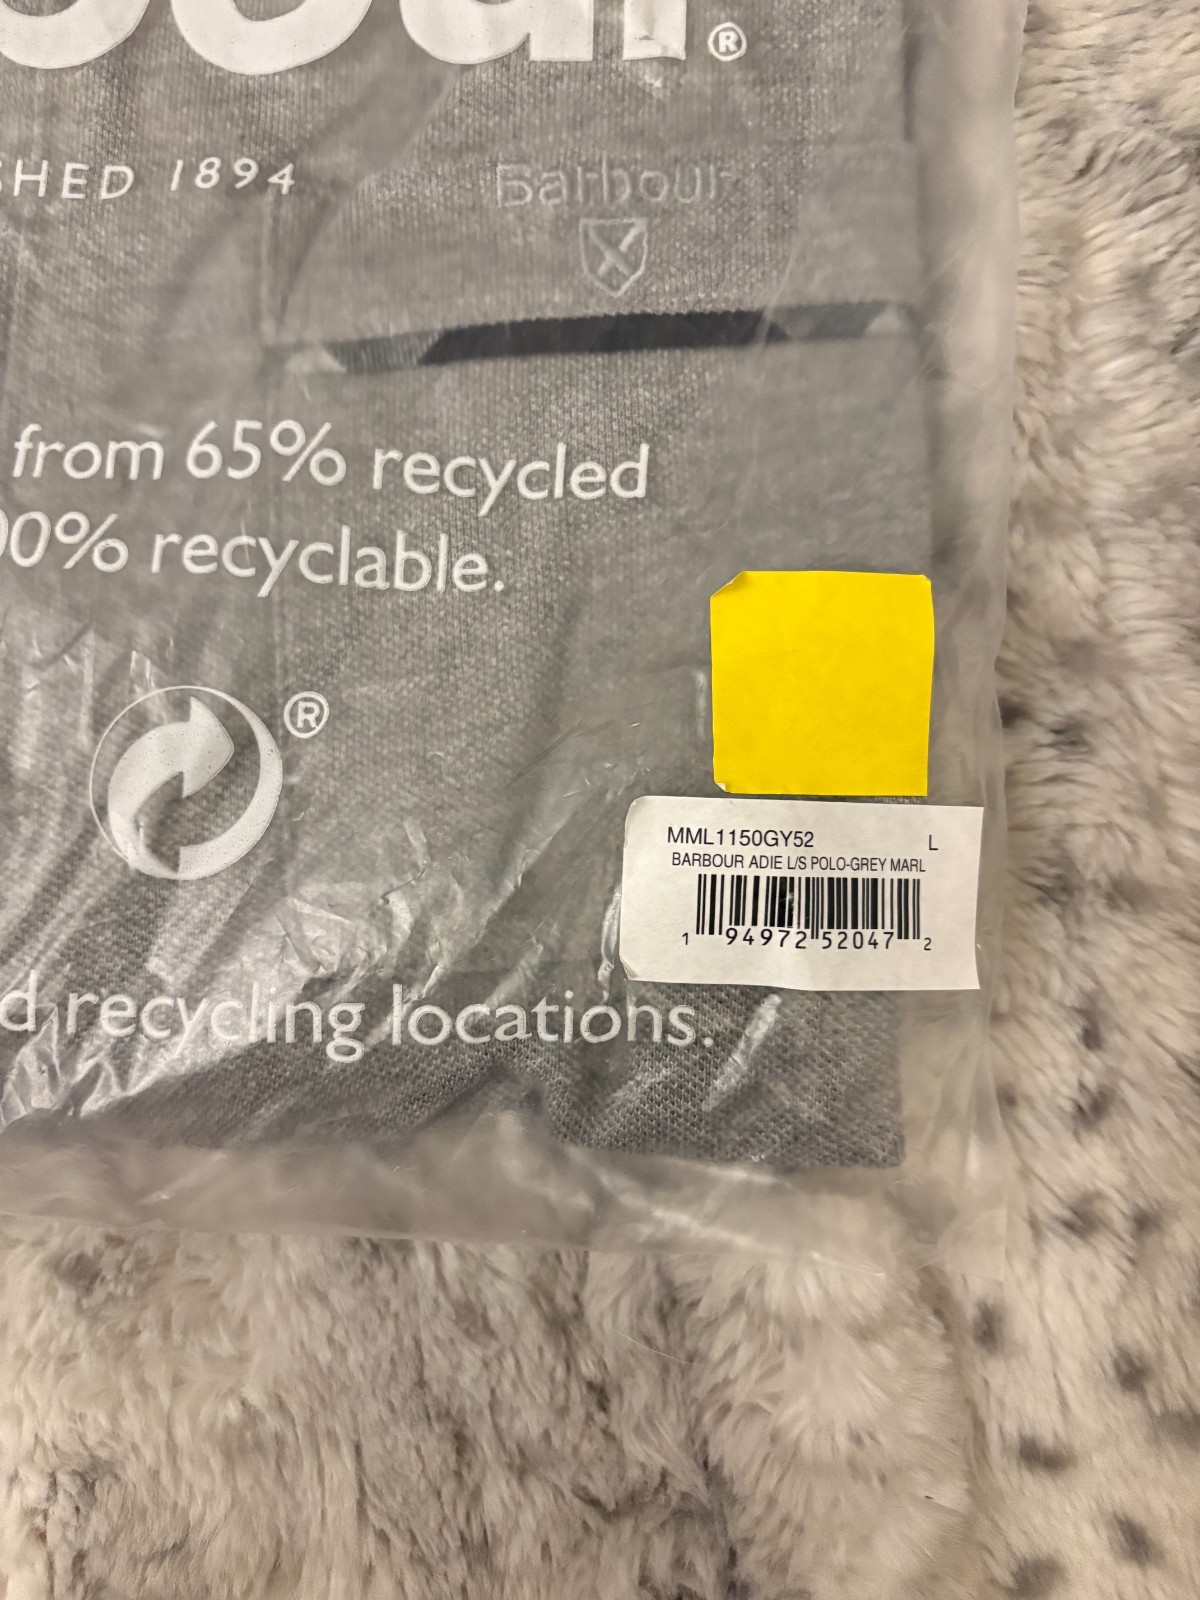 ®
SHED 1894
Barbour
from 65% recycled
00% recyclable.
®
MML1150GY52 L
BARBOUR ADIE L/S POLO-GREY MARL
1 94972 52047 2
d recycling locations.